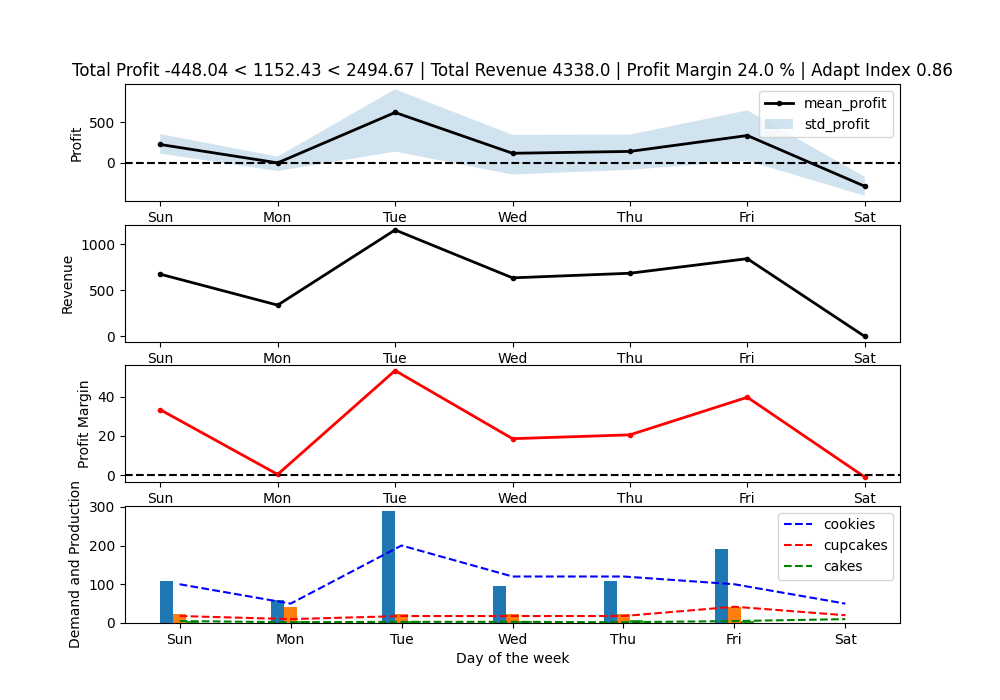 Total Profit -448.04 < 1152.43 < 2494.67 | Total Revenue 4338.0 | Profit Margin 24.0 % | Adapt Index 0.86
Profit
500
0
mean_profit
std_profit
Sun Mon Tue Wed Thu Fri Sat
Revenue
1000
500
0
Sun Mon Tue Wed Thu Fri Sat
Profit Margin
40
20
0
Sun Mon Tue Wed Thu Fri Sat
Demand and Production
300
200
100
0
cookies
cupcakes
cakes
Sun Mon Tue Wed Thu Fri Sat
Day of the week